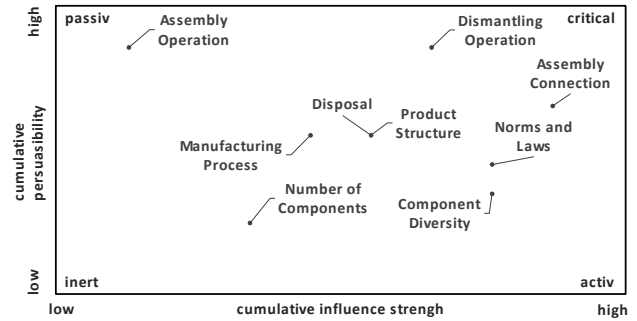 high
passiv
critical
Assembly
Operation
Dismantling
Operation
Assembly
Connection
Disposal
Product
Structure
Norms and
Laws
Manufacturing
Process
Number of
Components
Component
Diversity
cumulative
persuasibility
low
inert
activ
low
cumulative influence strengh
high